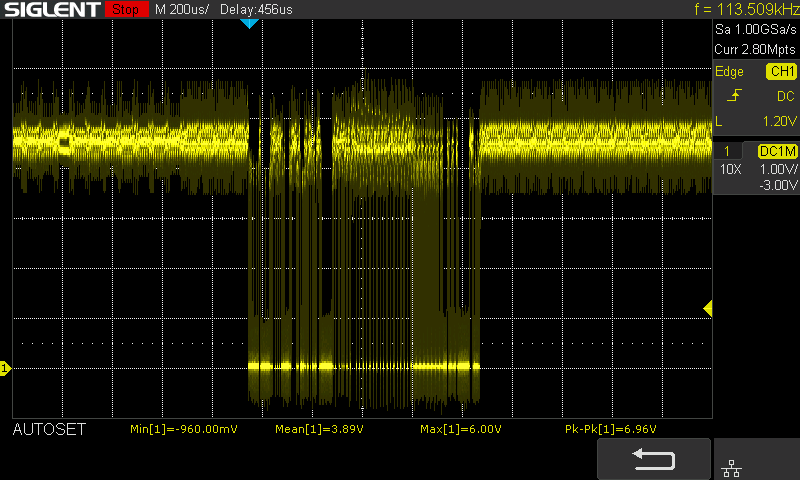 SIGLENT Stop M 200us/ Delay:456us f = 113.509kHz
Sa 1.00GSa/s
Curr 2.80Mpts
Edge CH1
DC
L 1.20V
1 DC1M
10X 1.00V/
-3.00V
1
AUTOSET Min[1]=-960.00mV Mean[1]=3.89V Max[1]=6.00V Pk-Pk[1]=6.96V